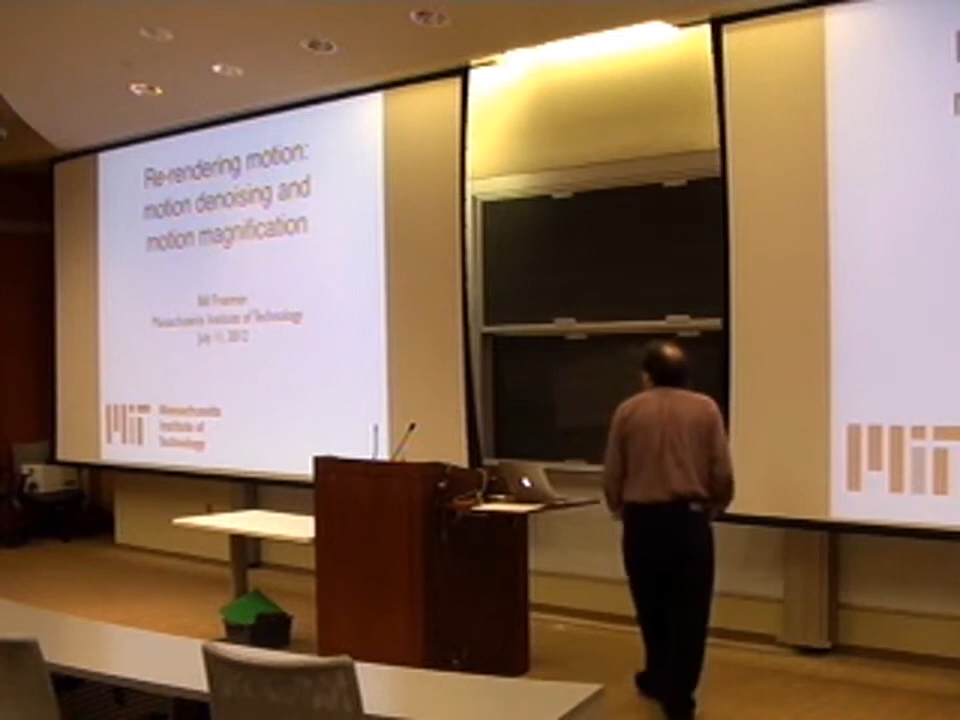 Re-rendering motion:
motion denoising and
motion magnification
Bill Freeman
Massachusetts Institute of Technology
July 11, 2012
MIT
Massachusetts
Institute of
Technology
MIT